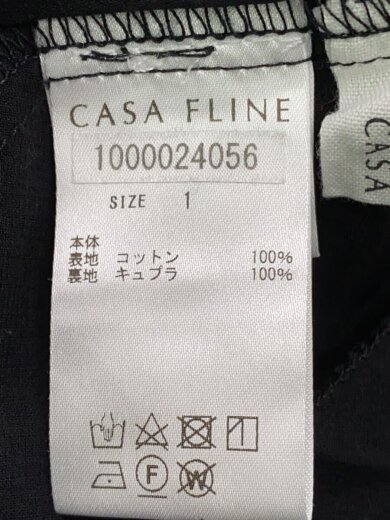 CASA FLINE
1000024056
SIZE 1
本体
表地 コットン 100%
裏地 キュプラ 100%
F
W
CASA